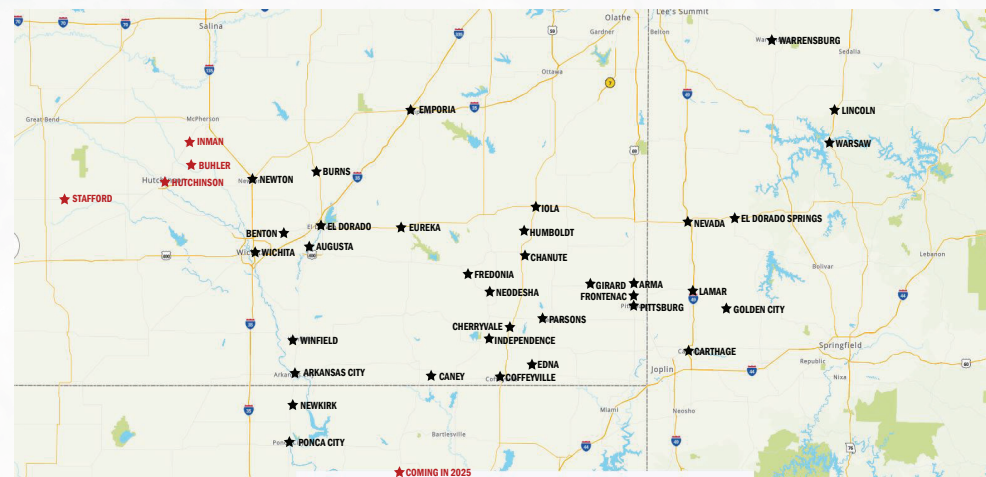 Salina
Olathe
Lee's Summit
Gardner
Belton
WARRENSBURG
Sedalia
Ottawa
Great Bend
McPherson
EMPORIA
LINCOLN
WARSAW
INMAN
BUHLER
HUTCHINSON
STAFFORD
NEWTON
BURNS
IOLA
BENTON
EL DORADO
EUREKA
HUMBOLDT
NEVADA
EL DORADO SPRINGS
WICHITA
AUGUSTA
CHANUTE
Lebanon
Bolivar
FREDONIA
NEODESHA
GIRARD
ARMA
FRONTENAC
PITTSBURG
LAMAR
GOLDEN CITY
CHERRYVALE
PARSONS
INDEPENDENCE
WINFIELD
CARTHAGE
Springfield
Republic
Joplin
Nixa
ARKANSAS CITY
CANEY
EDNA
COFFEYVILLE
NEWKIRK
Miami
Neosho
PONCA CITY
Bartlesville
COMING IN 2025